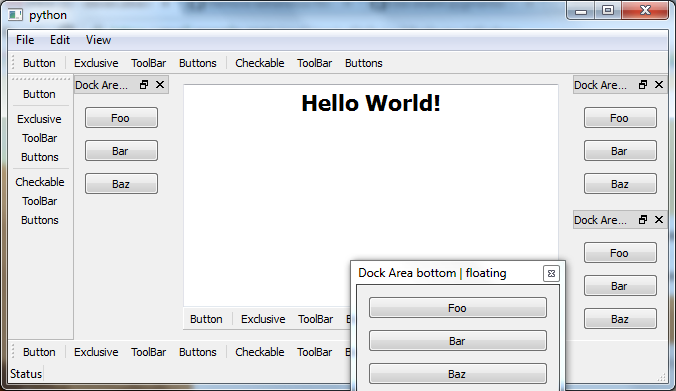 python
File Edit View
Button Exclusive ToolBar Buttons Checkable ToolBar Buttons
Button
Exclusive
ToolBar
Buttons
Checkable
ToolBar
Buttons
Dock Are...
Foo
Bar
Baz
Hello World!
Dock Are...
Foo
Bar
Baz
Dock Are...
Foo
Bar
Baz
Button Exclusive ToolBar
Dock Area bottom | floating
Foo
Bar
Baz
Button Exclusive ToolBar Buttons Checkable ToolBar
Status